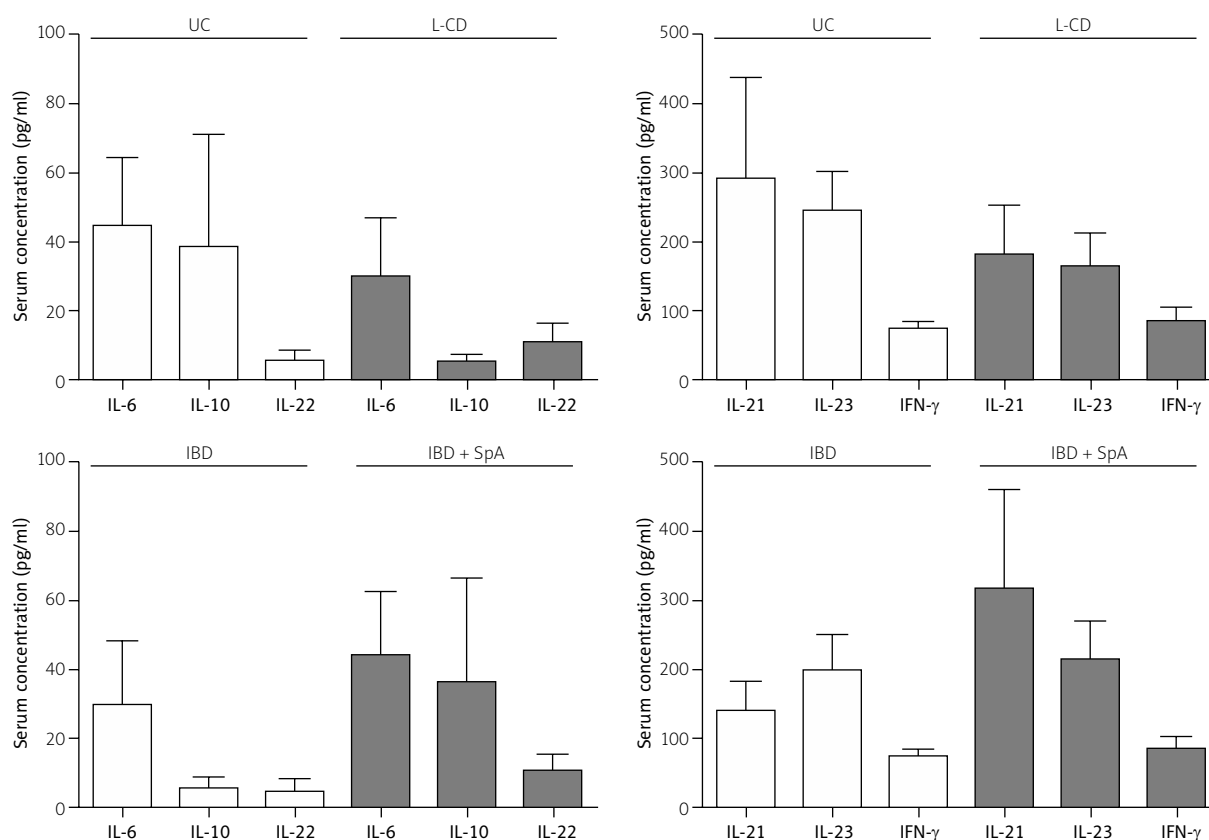 UC L-CD
Serum concentration (pg/ml)
100
80
60
40
20
0
IL-6 IL-10 IL-22 IL-6 IL-10 IL-22
UC L-CD
Serum concentration (pg/ml)
500
400
300
200
100
0
IL-21 IL-23 IFN-γ IL-21 IL-23 IFN-γ
IBD IBD + SpA
Serum concentration (pg/ml)
100
80
60
40
20
0
IL-6 IL-10 IL-22 IL-6 IL-10 IL-22
IBD IBD + SpA
Serum concentration (pg/ml)
500
400
300
200
100
0
IL-21 IL-23 IFN-γ IL-21 IL-23 IFN-γ